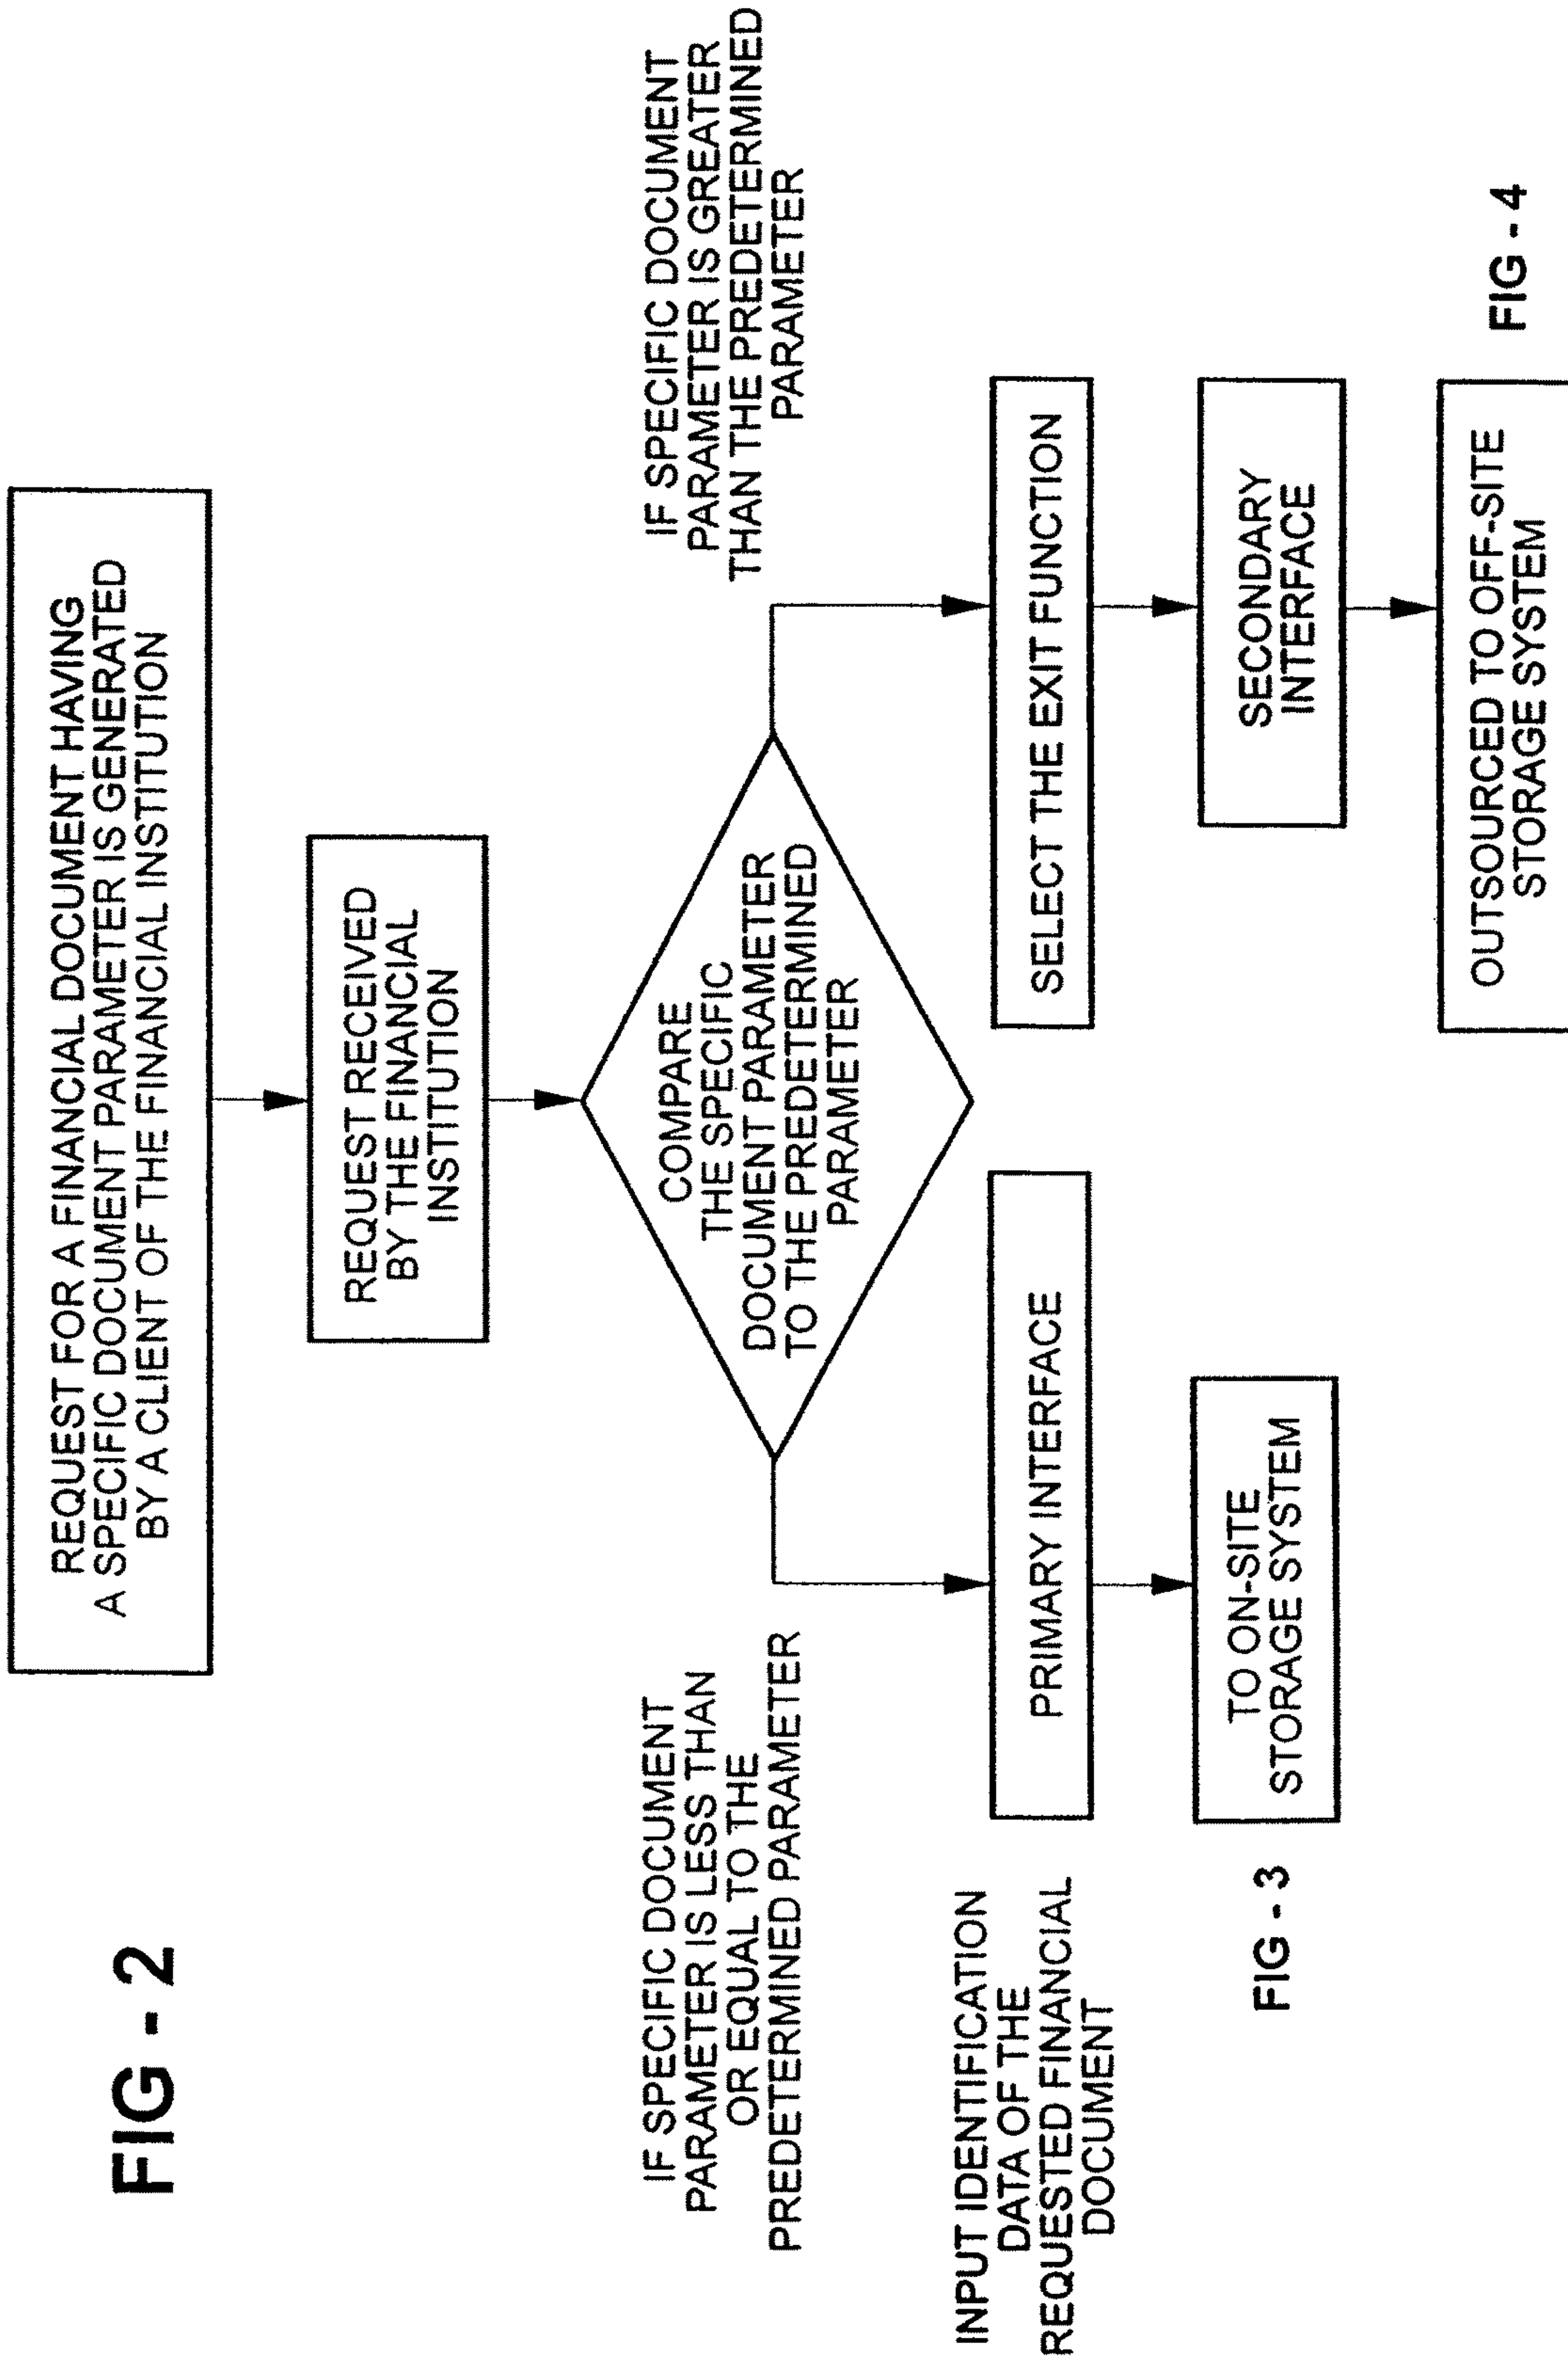 FIG - 2
REQUEST FOR A FINANCIAL DOCUMENT HAVING
A SPECIFIC DOCUMENT PARAMETER IS GENERATED
BY A CLIENT OF THE FINANCIAL INSTITUTION
REQUEST RECEIVED
BY THE FINANCIAL
INSTITUTION
COMPARE
THE SPECIFIC
DOCUMENT PARAMETER
TO THE PREDETERMINED
PARAMETER
IF SPECIFIC DOCUMENT
PARAMETER IS LESS THAN
OR EQUAL TO THE
PREDETERMINED PARAMETER
IF SPECIFIC DOCUMENT
PARAMETER IS GREATER
THAN THE PREDETERMINED
PARAMETER
INPUT IDENTIFICATION
DATA OF THE
REQUESTED FINANCIAL
DOCUMENT
PRIMARY INTERFACE
SELECT THE EXIT FUNCTION
FIG - 3
TO ON-SITE
STORAGE SYSTEM
SECONDARY
INTERFACE
OUTSOURCED TO OFF-SITE
STORAGE SYSTEM
FIG - 4